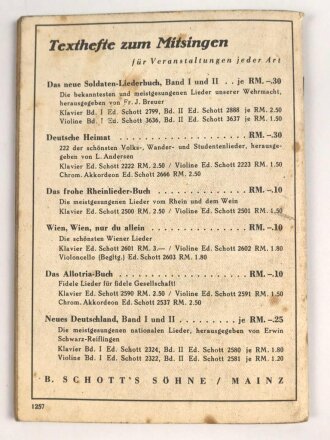 Texthefte zum Mitsingen
für Veranstaltungen jeder Art
Das neue Soldaten-Liederbuch, Band I und II . . je RM.-.30
Die bekanntesten und meistgesungenen Lieder unserer Wehrmacht,
herausgegeben von Fr. J. Breuer
Klavier Bd. I Ed. Schott 2799, Bd. II Ed. Schott 2888 je RM. 2.50
Violine Bd. I Ed. Schott 3636, Bd. II Ed. Schott 3637 je RM. 1.50
Deutsche Heimat . . . . . . . . . . . RM.-.30
222 der schönsten Volks-, Wander- und Studentenlieder, herausge-
geben von L. Andersen
Klavier Ed. Schott 2222 RM. 2.50 / Violine Ed. Schott 2223 RM. 1.50
Chrom. Akkordeon Ed. Schott 2666 RM. 2.50
Das frohe Rheinlieder-Buch . . . . . . . . RM.-.10
Die meistgesungenen Lieder vom Rhein und dem Wein
Klavier Ed. Schott 2500 RM. 2.50 / Violine Ed. Schott 2501 RM. 1.50
Wien, Wien, nur du allein . . . . . . . . RM.-.10
Die schönsten Wiener Lieder
Klavier Ed. Schott 2601 RM. 3.— / Violine Ed. Schott 2602 RM. 1.80
Violoncello (Begltg.) Ed. Schott 2603 RM. 1.80
Das Allotria-Buch . . . . . . . . . . RM.-.10
Fidele Lieder für fidele Gesellschaft!
Klavier Ed. Schott 2590 RM. 2.50 / Violine Ed. Schott 2591 RM. 1.50
Chrom. Akkordeon Ed. Schott 2537 RM. 2.50
Neues Deutschland, Band I und II . . . . . je RM.-.25
Die meistgesungenen nationalen Lieder, herausgegeben von Erwin
Schwarz-Reiflingen
Klavier Bd. I Ed. Schott 2324, Bd. II Ed. Schott 2580 je RM. 1.80
Violine Bd. I Ed. Schott 2322, Bd. II Ed. Schott 2581 je RM. 1.20
B. SCHOTT'S SÖHNE / MAINZ
1257